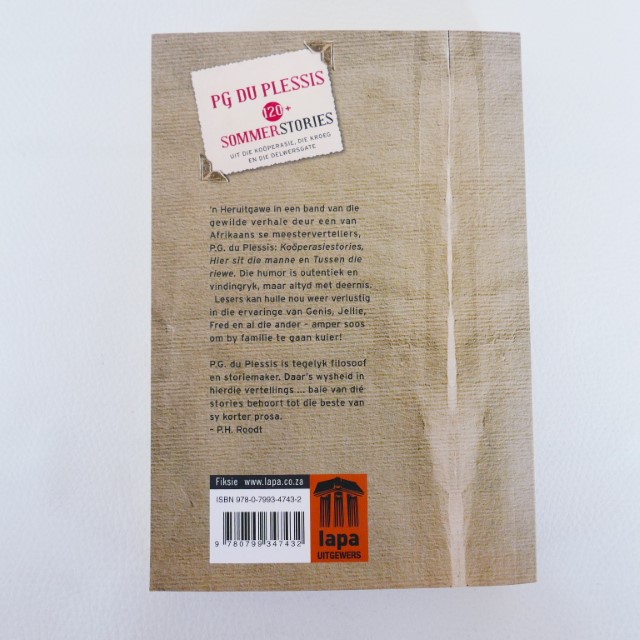 PG DU PLESSIS
120+
SOMMERSTORIES
UIT DIE KOÖPERASIE, DIE KROEG
EN DIE DELWERSGATE
'n Heruitgawe in een band van die
gewilde verhale deur een van
Afrikaans se meestervertellers,
P.G. du Plessis: Koöperasiestories,
Hier sit die manne en Tussen die
riewe. Die humor is outentiek en
vindingryk, maar altyd met deernis.
Lesers kan hulle nou weer verlustig
in die ervaringe van Genis, Jellie,
Fred en al die ander – amper soos
om by familie te gaan kuier!
P.G. du Plessis is tegelyk filosoof
en storiemaker. Daar's wysheid in
hierdie vertellings ... baie van dié
stories behoort tot die beste van
sy korter prosa.
– P.H. Roodt
Fiksie www.lapa.co.za
ISBN 978-0-7993-4743-2
9 780799 347432
lapa
UITGEWERS